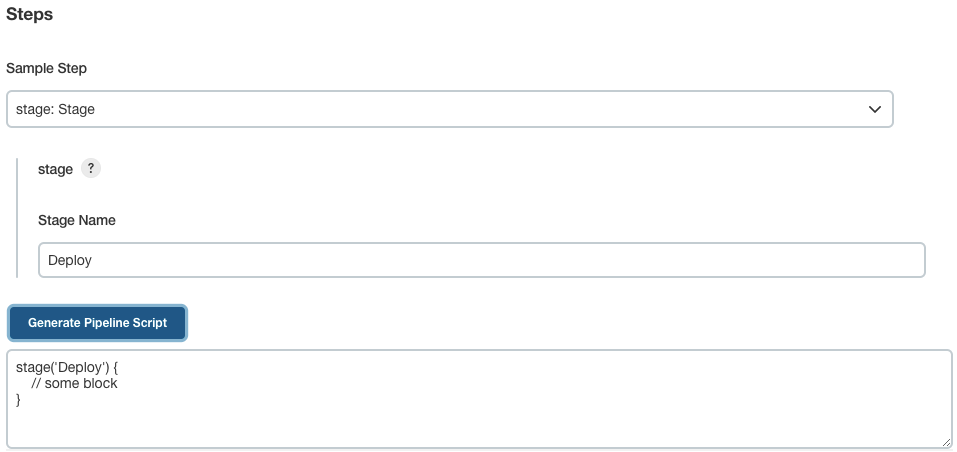 Steps
Sample Step
stage: Stage
stage ?
Stage Name
Deploy
Generate Pipeline Script
stage('Deploy') {
    // some block
}